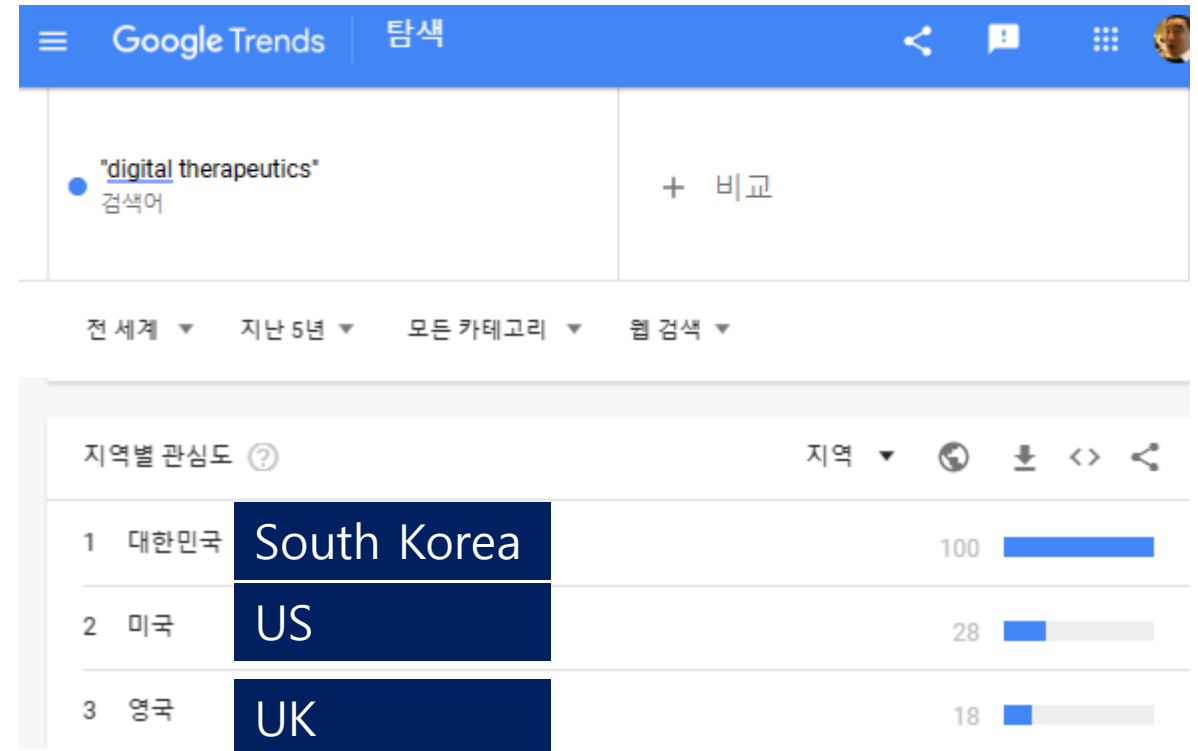 Google Trends 탐색
"digital therapeutics"
검색어
+ 비교
전 세계 지난 5년 모든 카테고리 웹 검색
지역별 관심도 ?
지역
1 대한민국 South Korea 100
2 미국 US 28
3 영국 UK 18